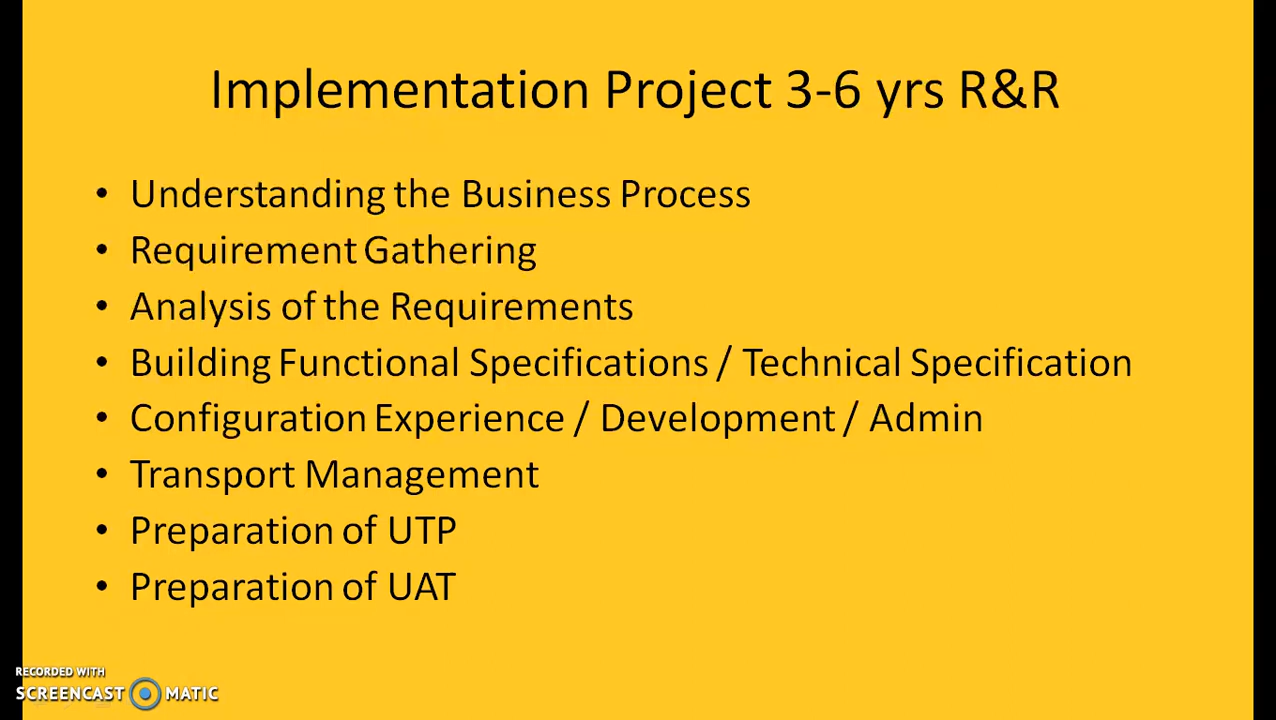 Implementation Project 3-6 yrs R&R
• Understanding the Business Process
• Requirement Gathering
• Analysis of the Requirements
• Building Functional Specifications / Technical Specification
• Configuration Experience / Development / Admin
• Transport Management
• Preparation of UTP
• Preparation of UAT
RECORDED WITH
SCREENCAST MATIC